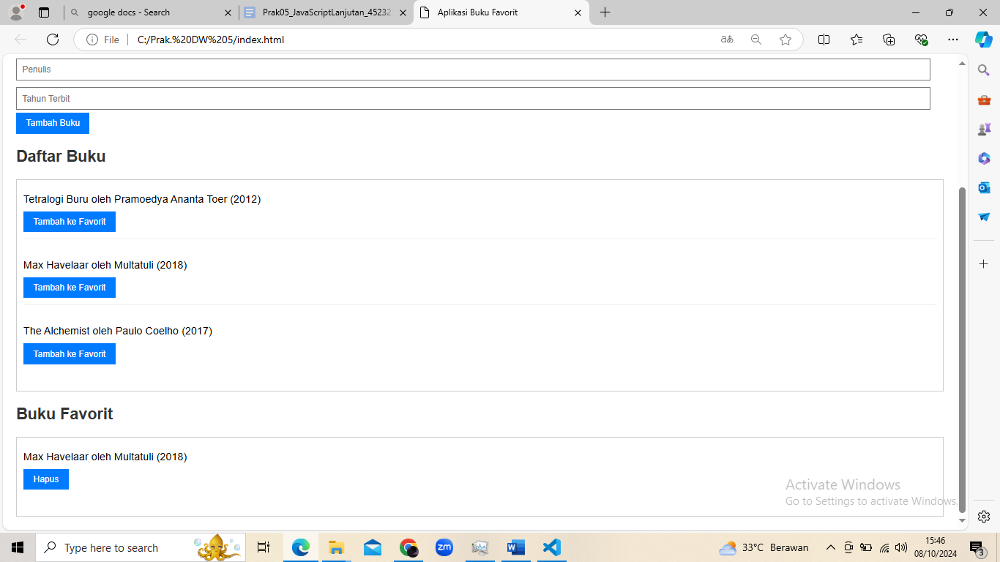 google docs - Search
Prak05_JavaScriptLanjutan_45232
Aplikasi Buku Favorit
File
C:/Prak.%20DW%205/index.html
Penulis
Tahun Terbit
Tambah Buku
Daftar Buku
Tetralogi Buru oleh Pramoedya Ananta Toer (2012)
Tambah ke Favorit
Max Havelaar oleh Multatuli (2018)
Tambah ke Favorit
The Alchemist oleh Paulo Coelho (2017)
Tambah ke Favorit
Buku Favorit
Max Havelaar oleh Multatuli (2018)
Hapus
Activate Windows
Go to Settings to activate Windows.
Type here to search
zm
33°C Berawan
15:46
08/10/2024
3